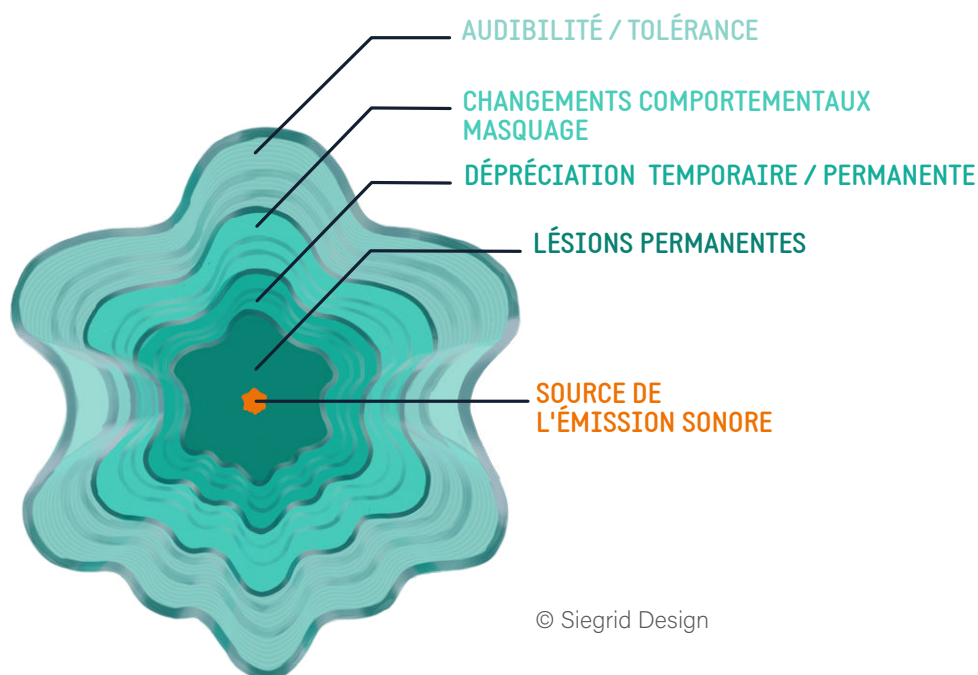 AUDIBILITÉ / TOLÉRANCE
CHANGEMENTS COMPORTEMENTAUX
MASQUAGE
DÉPRÉCIATION TEMPORAIRE / PERMANENTE
LÉSIONS PERMANENTES
SOURCE DE
L'ÉMISSION SONORE
© Siegrid Design